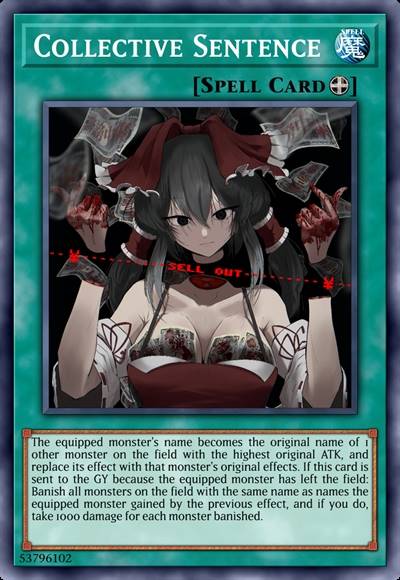 COLLECTIVE SENTENCE
SPELL
魔
[SPELL CARD]
¥ SELL OUT ¥
The equipped monster's name becomes the original name of 1
other monster on the field with the highest original ATK, and
replace its effect with that monster's original effects. If this card is
sent to the GY because the equipped monster has left the field:
Banish all monsters on the field with the same name as names the
equipped monster gained by the previous effect, and if you do,
take 1000 damage for each monster banished.
53796102